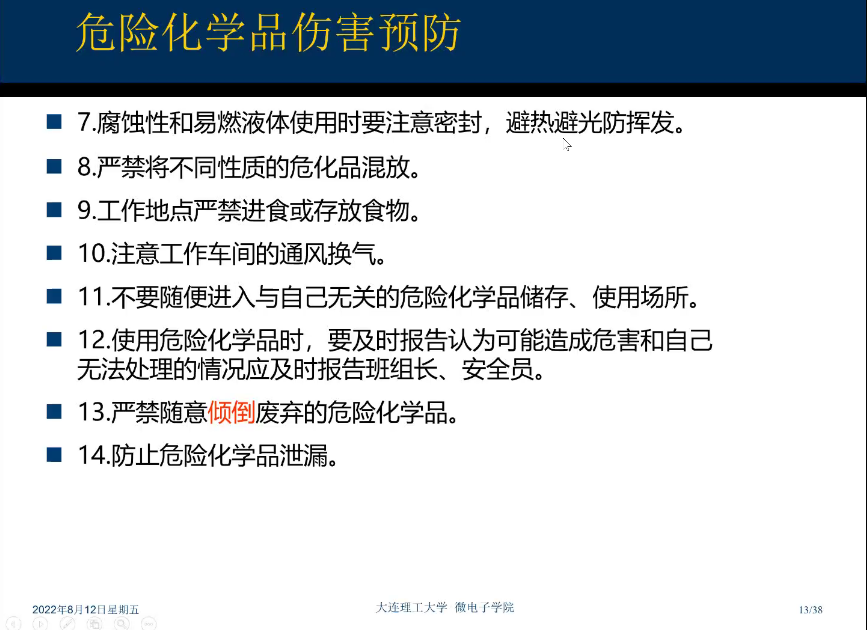 危险化学品伤害预防
7.腐蚀性和易燃液体使用时要注意密封，避热避光防挥发。
8.严禁将不同性质的危化品混放。
9.工作地点严禁进食或存放食物。
10.注意工作车间的通风换气。
11.不要随便进入与自己无关的危险化学品储存、使用场所。
12.使用危险化学品时，要及时报告认为可能造成危害和自己
无法处理的情况应及时报告班组长、安全员。
13.严禁随意倾倒废弃的危险化学品。
14.防止危险化学品泄漏。
2022年8月12日星期五
大连理工大学 微电子学院
13/38